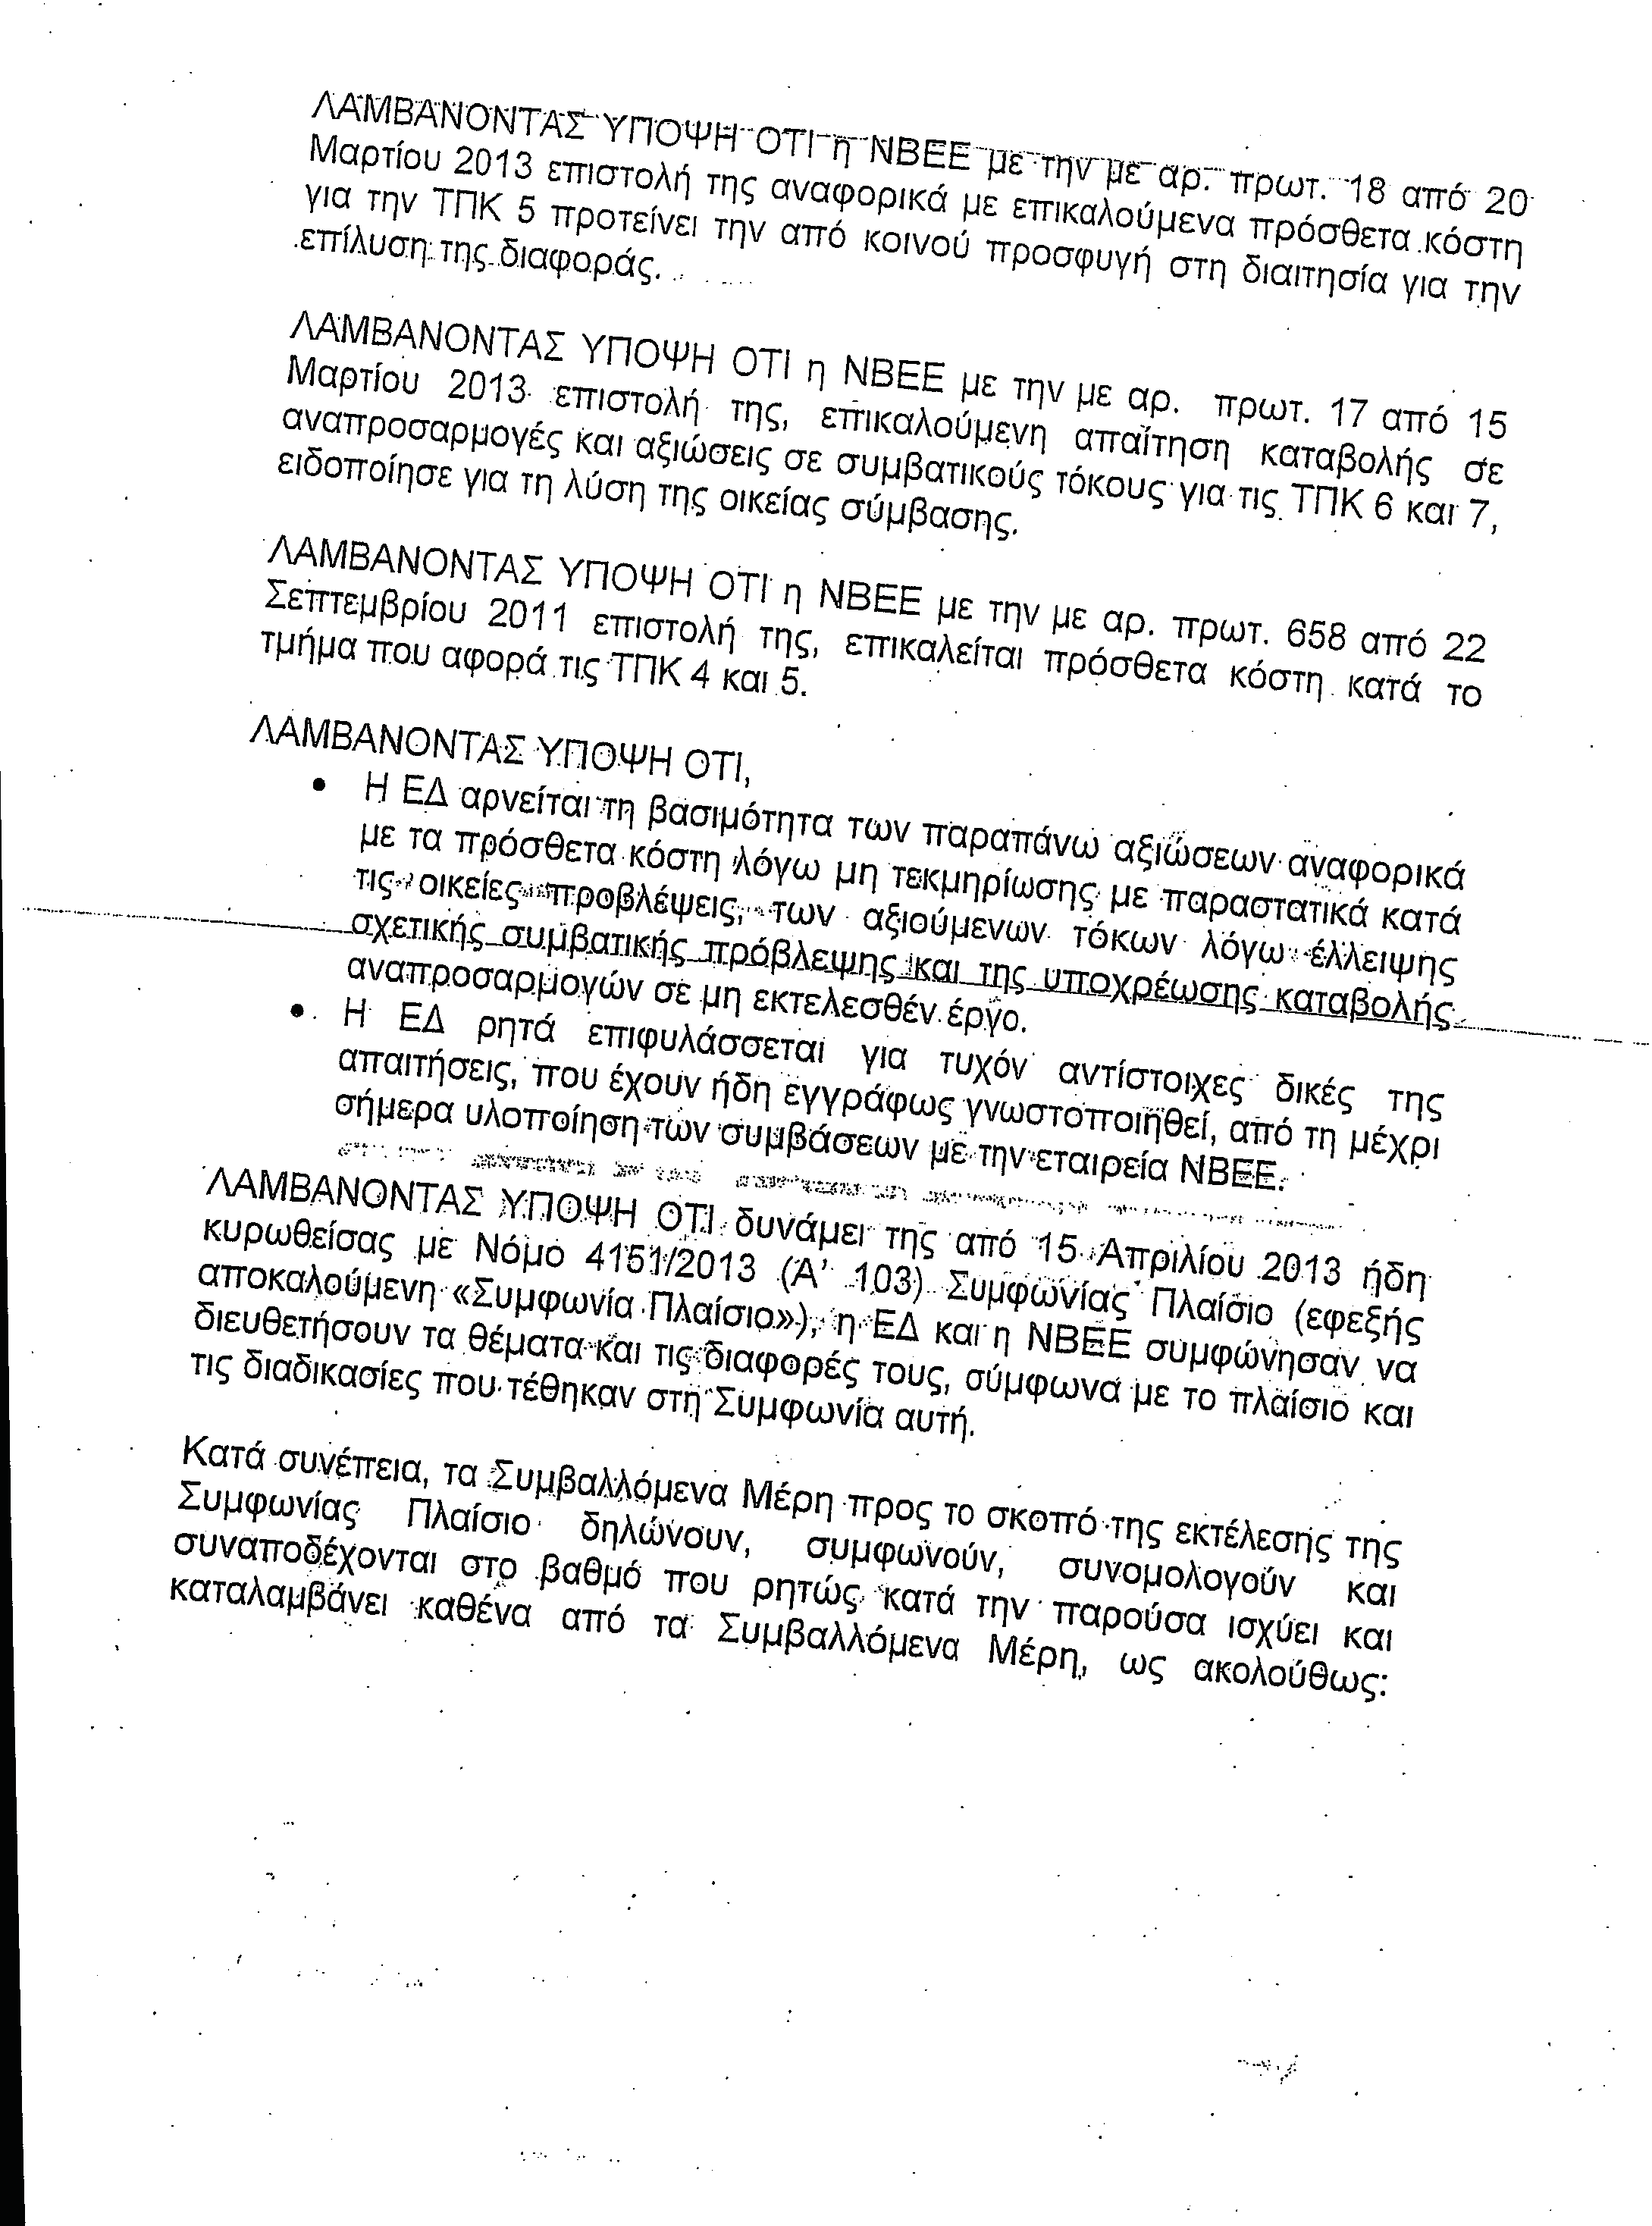 ΛΑΜΒΑΝΟΝΤΑΣ ΥΠΟΨΗ ΟΤΙ η ΝΒΕΕ με την με αρ. πρωτ. 18 από 20
Μαρτίου 2013 επιστολή της αναφορικά με επικαλούμενα πρόσθετα κόστη
για την ΤΠΚ 5 προτείνει την από κοινού προσφυγή στη διαιτησία για την
επίλυση της διαφοράς.
ΛΑΜΒΑΝΟΝΤΑΣ ΥΠΟΨΗ ΟΤΙ η ΝΒΕΕ με την με αρ. πρωτ. 17 από 15
Μαρτίου 2013 επιστολή της, επικαλούμενη απαίτηση καταβολής σε
αναπροσαρμογές και αξιώσεις σε συμβατικούς τόκους για τις ΤΠΚ 6 και 7,
ειδοποίησε για τη λύση της οικείας σύμβασης.
ΛΑΜΒΑΝΟΝΤΑΣ ΥΠΟΨΗ ΟΤΙ η ΝΒΕΕ με την με αρ. πρωτ. 658 από 22
Σεπτεμβρίου 2011 επιστολή της, επικαλείται πρόσθετα κόστη κατά το
τμήμα που αφορά τις ΤΠΚ 4 και 5.
ΛΑΜΒΑΝΟΝΤΑΣ ΥΠΟΨΗ ΟΤΙ,
• Η ΕΔ αρνείται τη βασιμότητα των παραπάνω αξιώσεων αναφορικά
με τα πρόσθετα κόστη λόγω μη τεκμηρίωσης με παραστατικά κατά
τις οικείες προβλέψεις, των αξιούμενων τόκων λόγω έλλειψης
σχετικής συμβατικής πρόβλεψης και της υποχρέωσης καταβολής
αναπροσαρμογών σε μη εκτελεσθέν έργο.
• Η ΕΔ ρητά επιφυλάσσεται για τυχόν αντίστοιχες δικές της
απαιτήσεις, που έχουν ήδη εγγράφως γνωστοποιηθεί, από τη μέχρι
σήμερα υλοποίηση των συμβάσεων με την εταιρεία ΝΒΕΕ.
ΛΑΜΒΑΝΟΝΤΑΣ ΥΠΟΨΗ ΟΤΙ δυνάμει της από 15 Απριλίου 2013 ήδη
κυρωθείσας με Νόμο 4151/2013 (Α' 103) Συμφωνίας Πλαίσιο (εφεξής
αποκαλούμενη «Συμφωνία Πλαίσιο»), η ΕΔ και η ΝΒΕΕ συμφώνησαν να
διευθετήσουν τα θέματα και τις διαφορές τους, σύμφωνα με το πλαίσιο και
τις διαδικασίες που τέθηκαν στη Συμφωνία αυτή.
Κατά συνέπεια, τα Συμβαλλόμενα Μέρη προς το σκοπό της εκτέλεσης της
Συμφωνίας Πλαίσιο δηλώνουν, συμφωνούν, συνομολογούν και
συναποδέχονται στο βαθμό που ρητώς κατά την παρούσα ισχύει και
καταλαμβάνει καθένα από τα Συμβαλλόμενα Μέρη, ως ακολούθως: